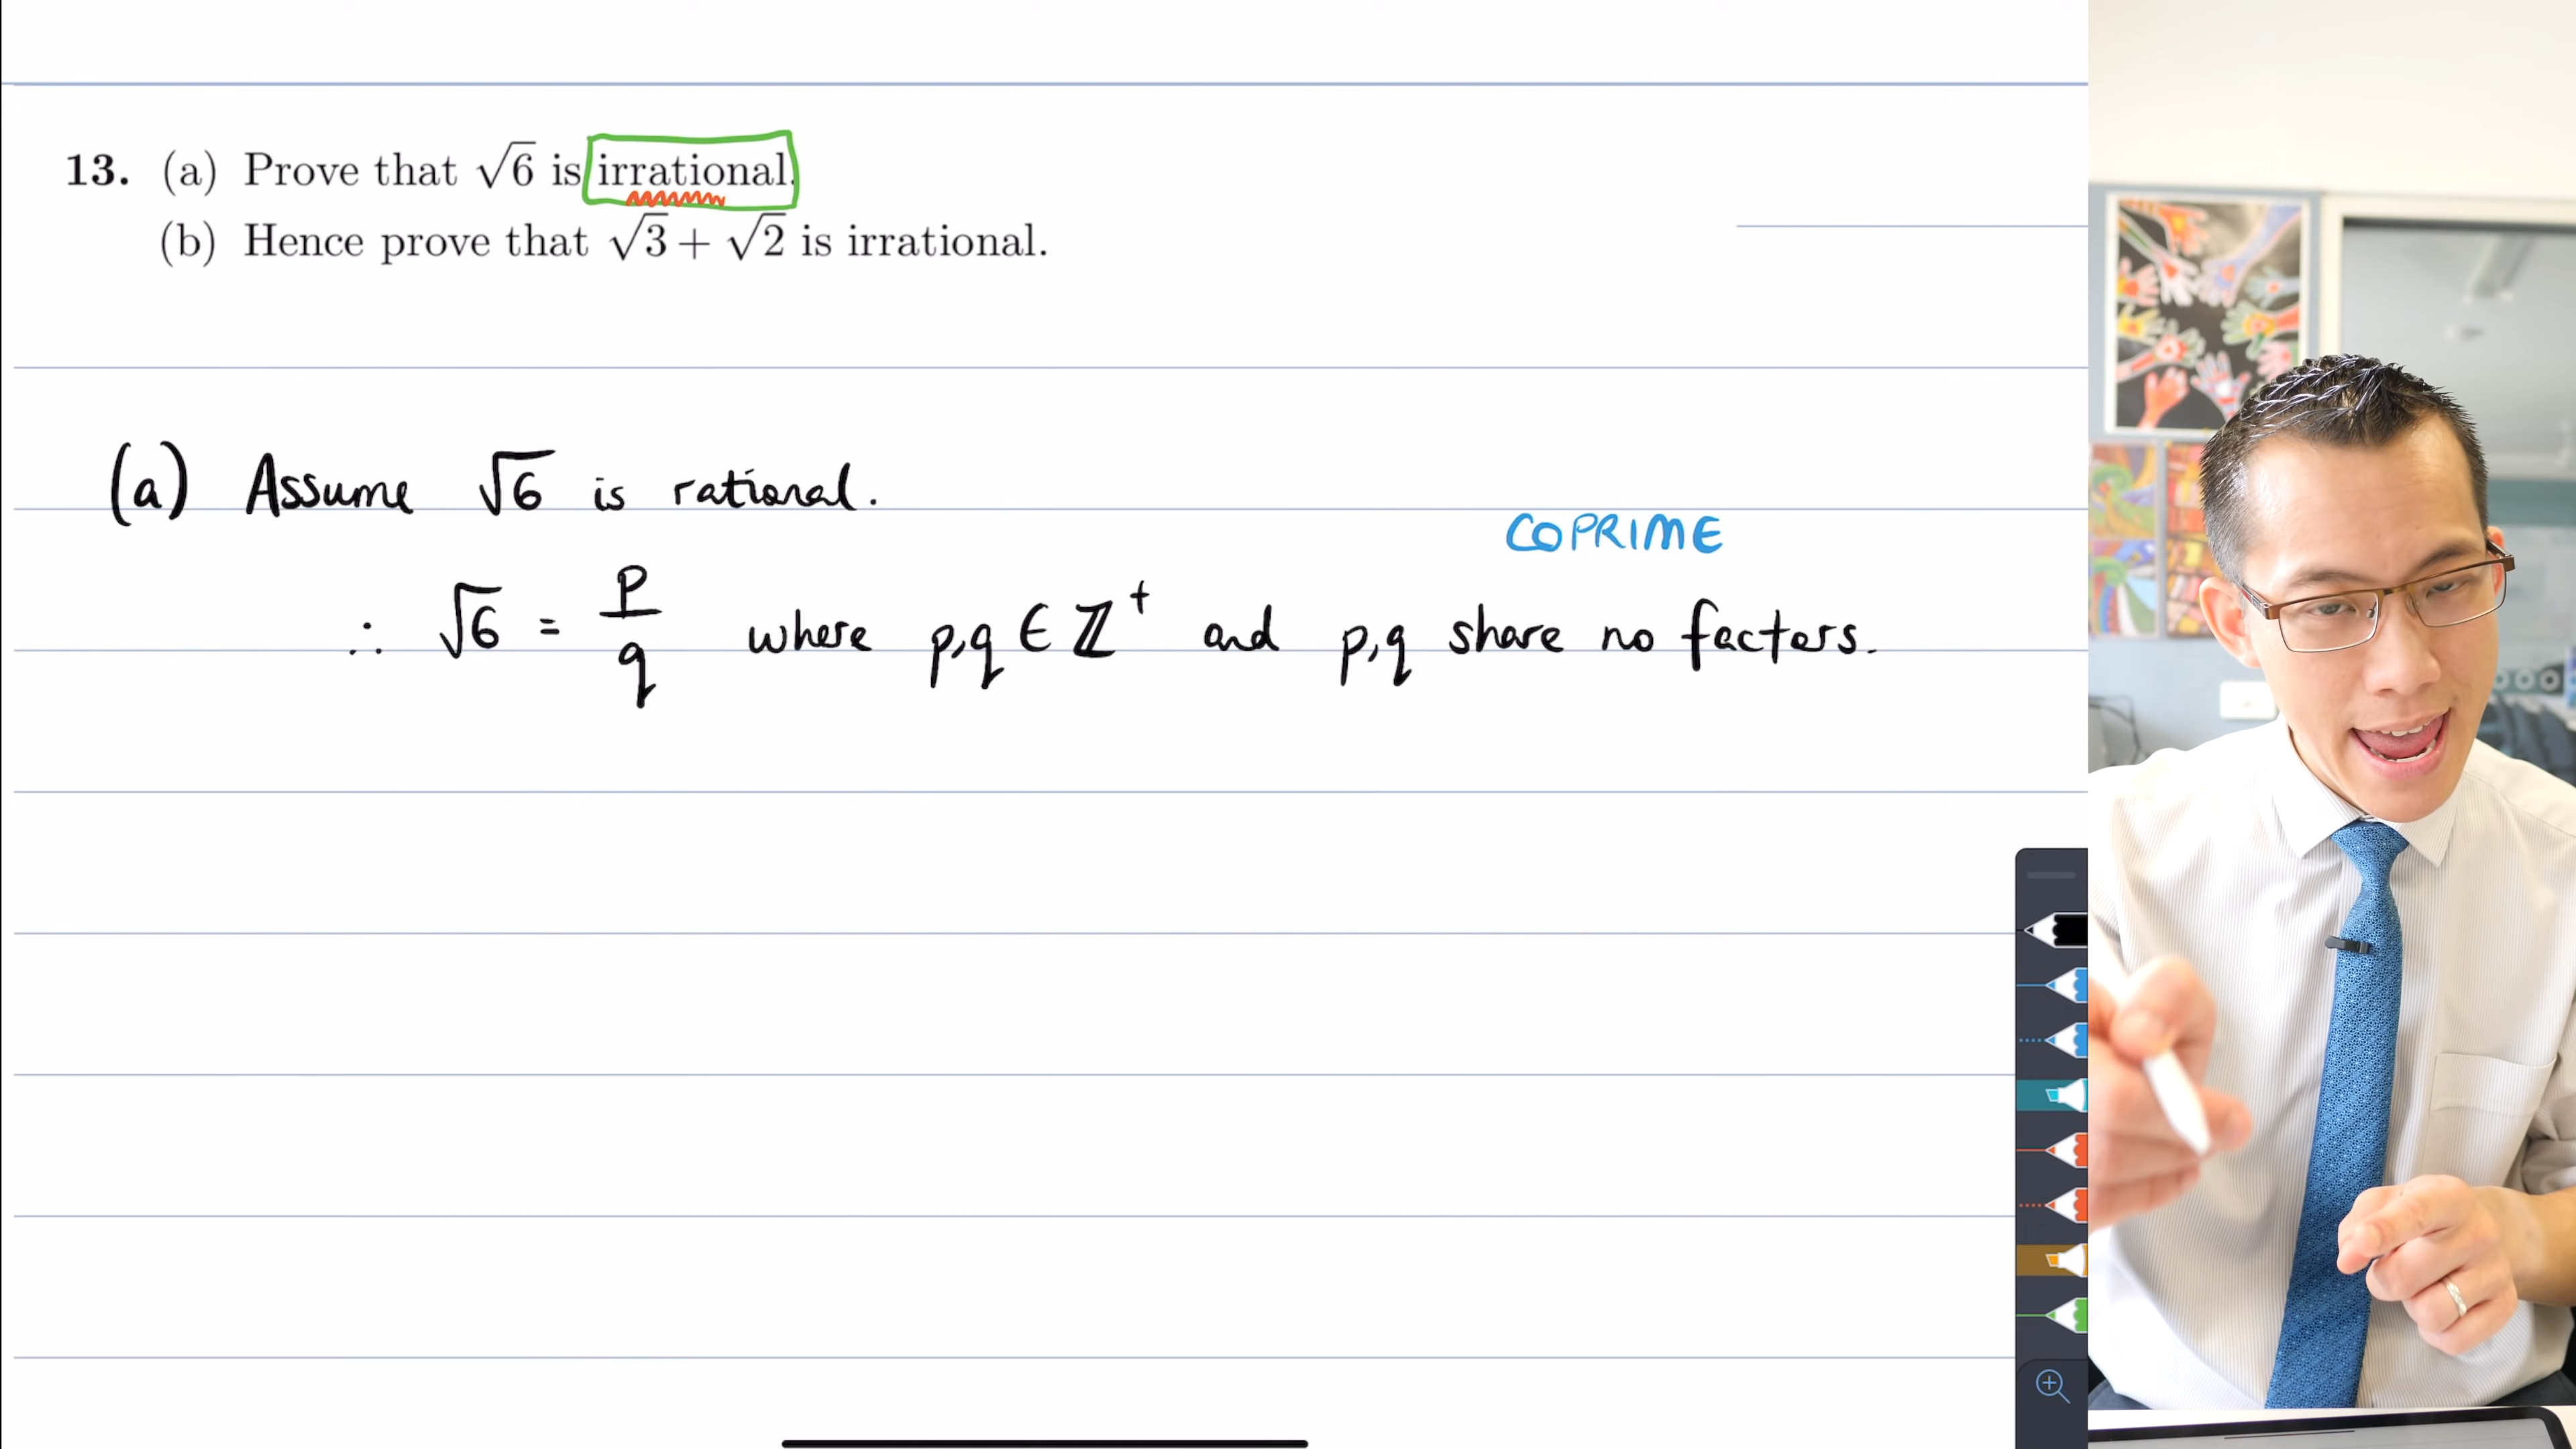 13. (a) Prove that √6 is irrational.
(b) Hence prove that √3 + √2 is irrational.
(a) Assume √6 is rational.
COPRIME
∴ √6 = p/q where p,q ∈ ℤ⁺ and p,q share no factors.